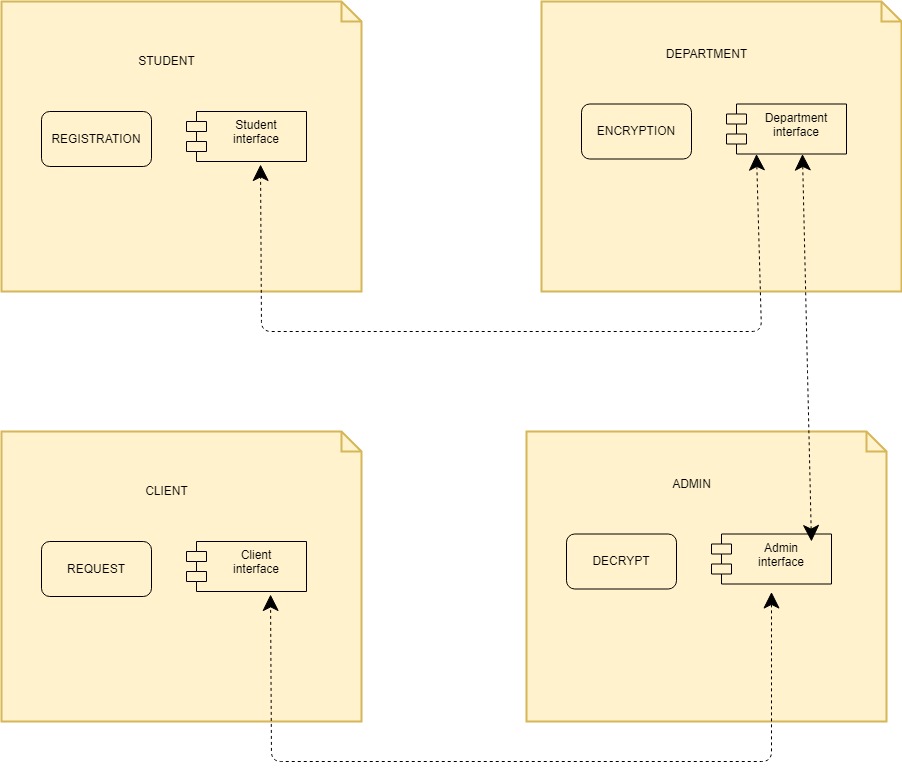 STUDENT
REGISTRATION
Student
interface
DEPARTMENT
ENCRYPTION
Department
interface
CLIENT
REQUEST
Client
interface
ADMIN
DECRYPT
Admin
interface